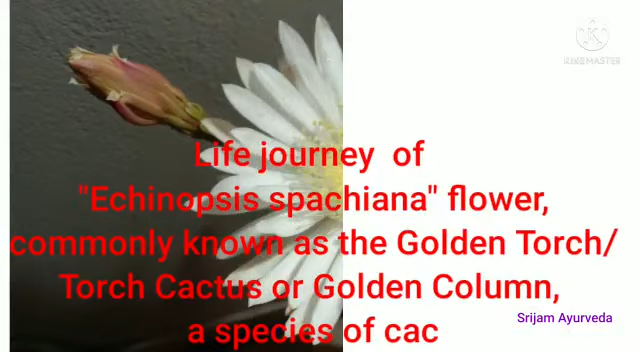 KINEMASTER
Life journey of
"Echinopsis spachiana" flower,
commonly known as the Golden Torch/
Torch Cactus or Golden Column,
a species of cac
Srijam Ayurveda